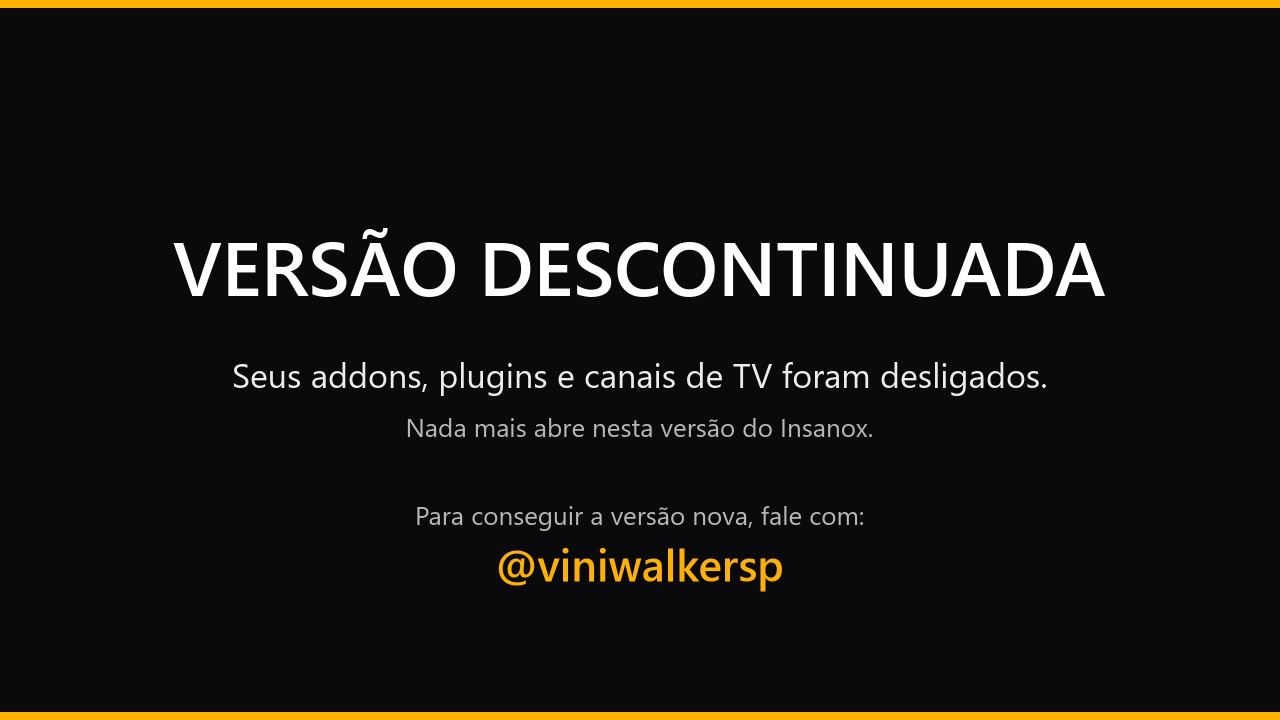 VERSÃO DESCONTINUADA
Seus addons, plugins e canais de TV foram desligados.
Nada mais abre nesta versão do Insanox.
Para conseguir a versão nova, fale com:
@viniwalkersp